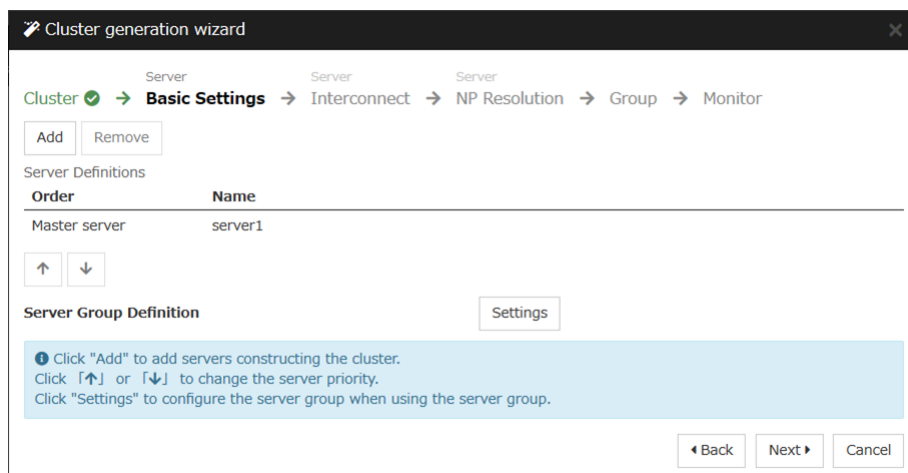 Cluster generation wizard
Server Server Server
Cluster → Basic Settings → Interconnect → NP Resolution → Group → Monitor
Add Remove
Server Definitions
Order Name
Master server server1
↑ ↓
Server Group Definition Settings
Click "Add" to add servers constructing the cluster.
Click 「↑」 or 「↓」 to change the server priority.
Click "Settings" to configure the server group when using the server group.
Back Next Cancel